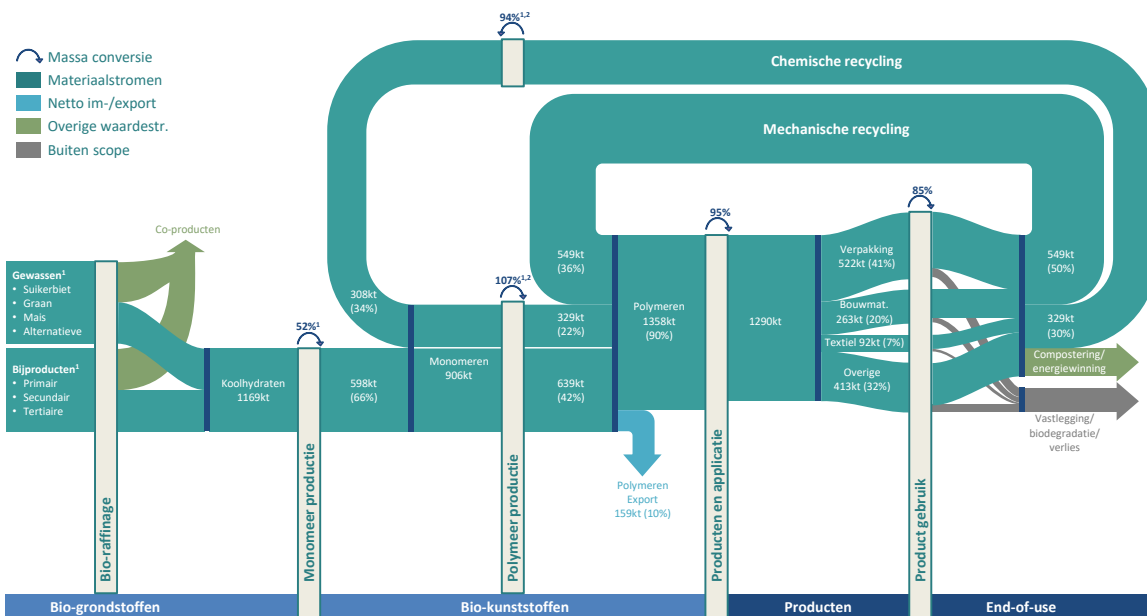 94%¹,²
Massa conversie
Materiaalstromen
Netto im-/export
Overige waardestr.
Buiten scope
Chemische recycling
Mechanische recycling
Co-producten
Gewassen¹
• Suikerbiet
• Graan
• Mais
• Alternatieve
Bijproducten¹
• Primair
• Secundair
• Tertiaire
Bio-raffinage
Koolhydraten
1169kt
52%¹
Monomeer productie
308kt
(34%)
598kt
(66%)
Monomeren
906kt
107%¹,²
Polymeer productie
549kt
(36%)
329kt
(22%)
639kt
(42%)
Polymeren
1358kt
(90%)
Polymeren
Export
159kt (10%)
95%
Producten en applicatie
1290kt
Verpakking
522kt (41%)
Bouwmat.
263kt (20%)
Textiel 92kt (7%)
Overige
413kt (32%)
85%
Product gebruik
549kt
(50%)
329kt
(30%)
Compostering/
energiewinning
Vastlegging/
biodegradatie/
verlies
Bio-grondstoffen
Bio-kunststoffen
Producten
End-of-use